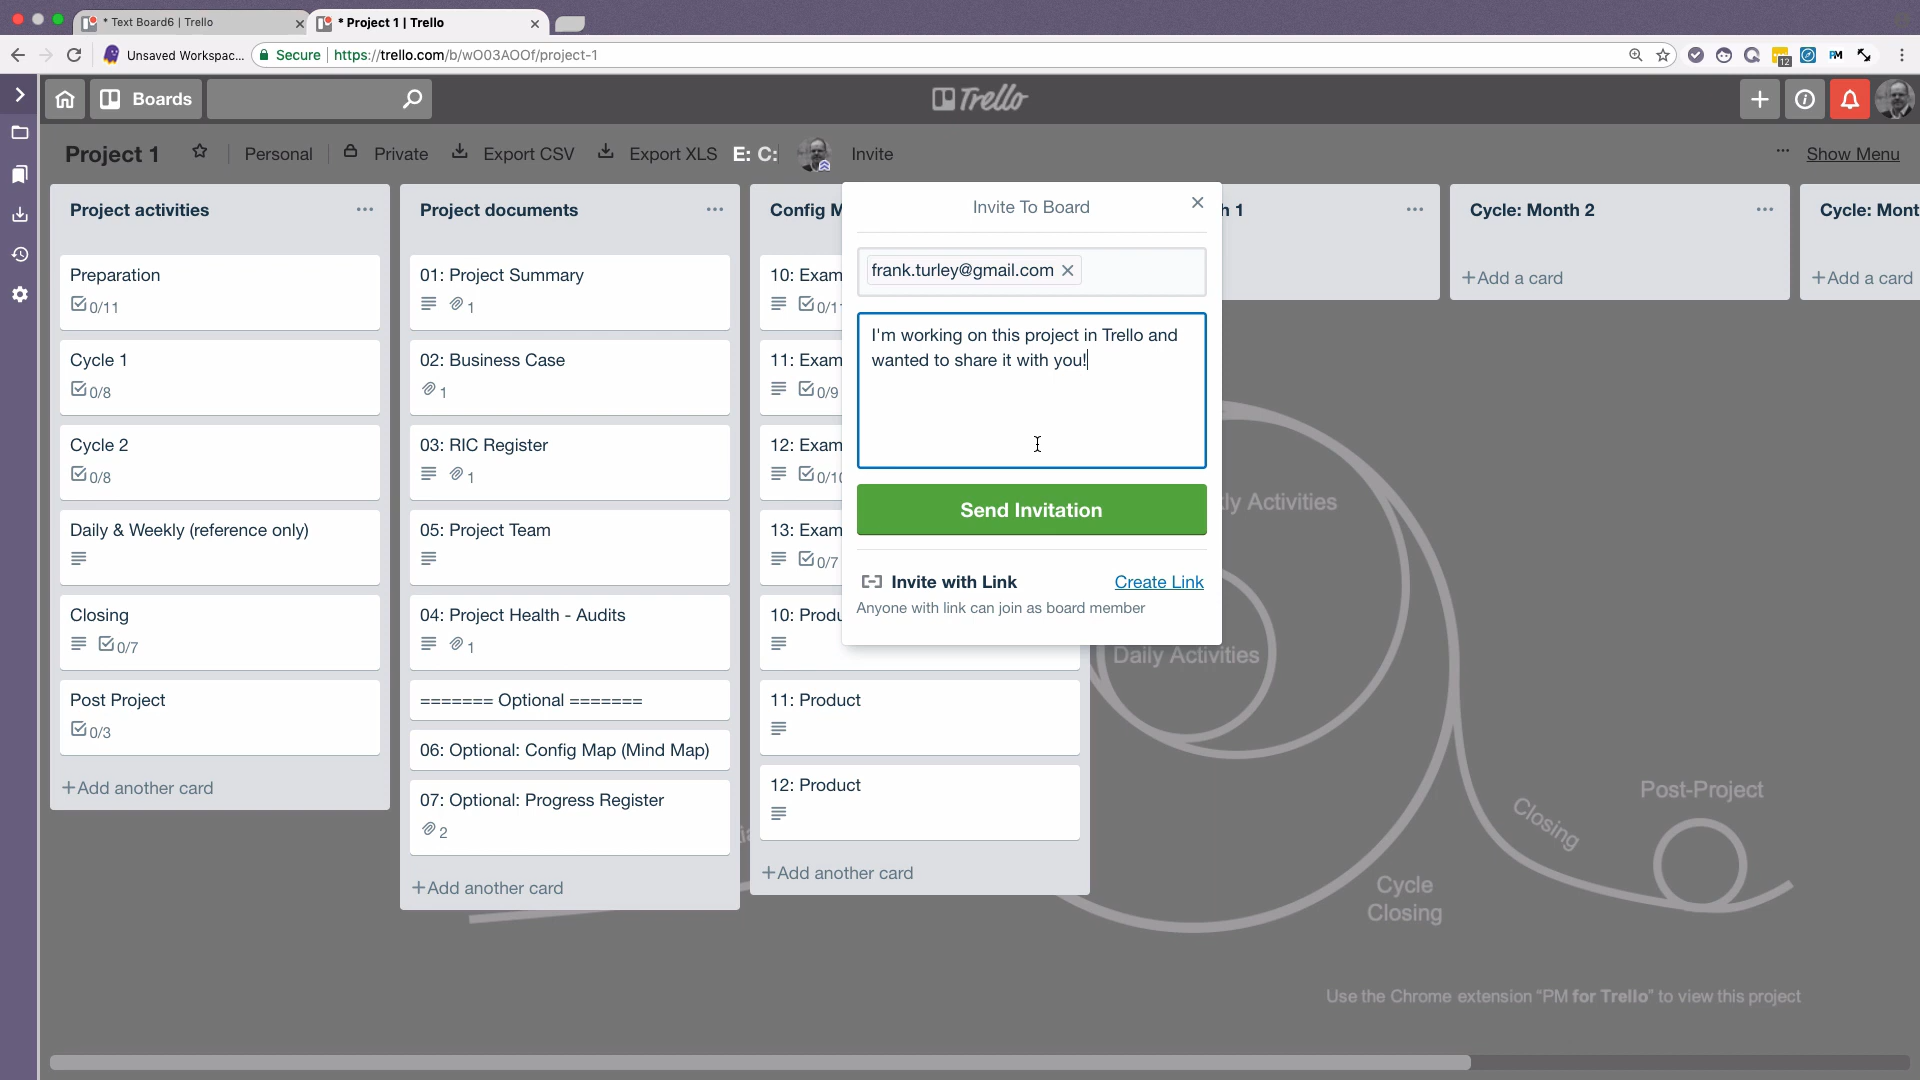 * Text Board6 | Trello
* Project 1 | Trello
Unsaved Workspac...
Secure
https://trello.com/b/wO03AOOf/project-1
12
PM
Boards
Trello
Project 1
Personal
Private
Export CSV
Export XLS
E: C:
Invite
Show Menu
Project activities
Preparation
0/11
Cycle 1
0/8
Cycle 2
0/8
Daily & Weekly (reference only)
Closing
0/7
Post Project
0/3
+Add another card
Project documents
01: Project Summary
1
02: Business Case
1
03: RIC Register
1
05: Project Team
04: Project Health - Audits
1
======= Optional =======
06: Optional: Config Map (Mind Map)
07: Optional: Progress Register
2
+Add another card
Config M
10: Exam
0/11
11: Exam
0/9
12: Exam
0/10
13: Exam
0/7
10: Produ
11: Product
12: Product
+Add another card
Invite To Board
frank.turley@gmail.com
I'm working on this project in Trello and
wanted to share it with you!
Send Invitation
Invite with Link
Create Link
Anyone with link can join as board member
h 1
Cycle: Month 2
+Add a card
Cycle: Mont
+Add a card
ly Activities
Daily Activities
Post-Project
Closing
Cycle
Closing
Use the Chrome extension “PM for Trello” to view this project